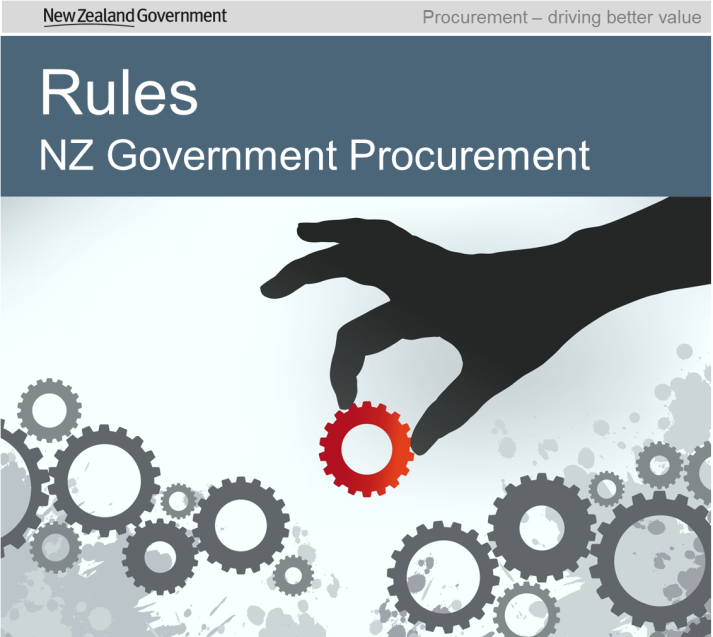 New Zealand Government
Procurement – driving better value
Rules
NZ Government Procurement